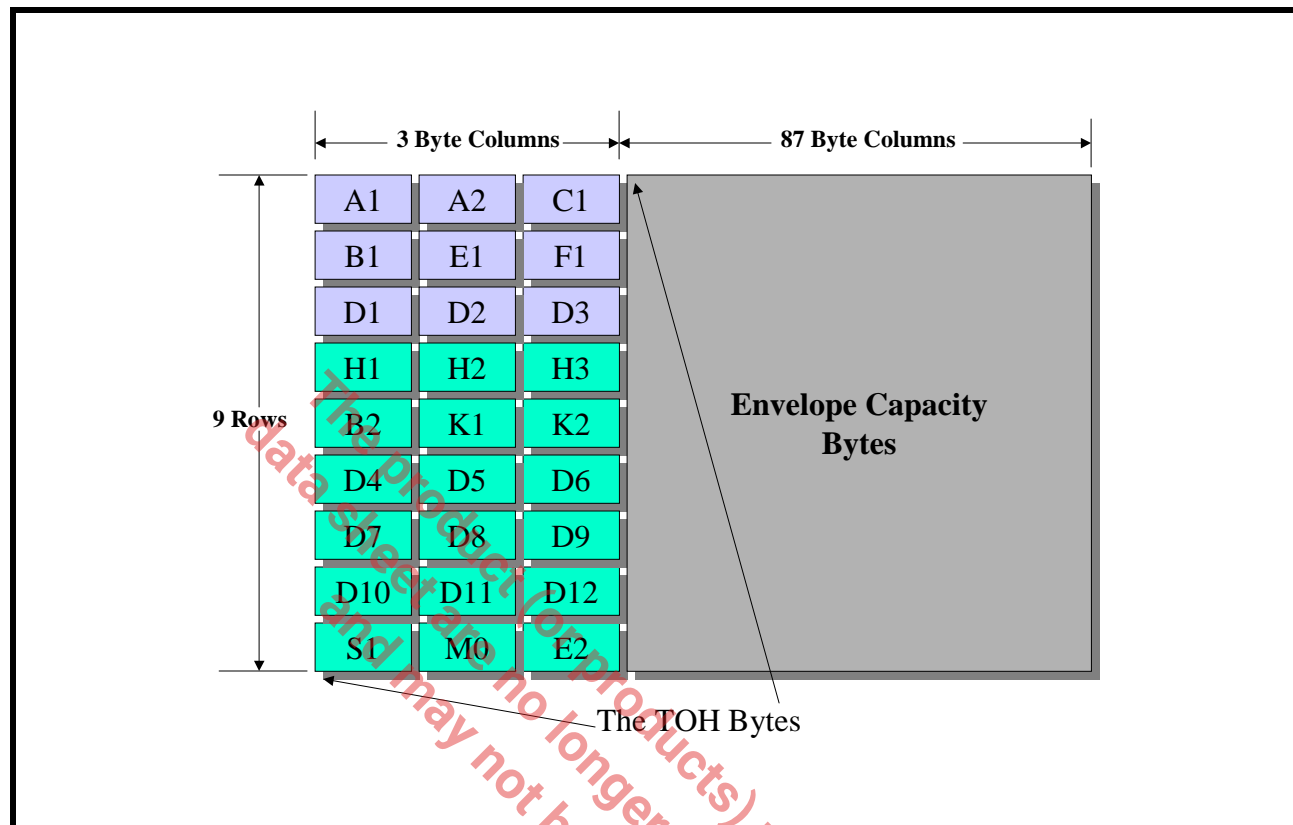 3 Byte Columns
87 Byte Columns
A1 A2 C1
B1 E1 F1
D1 D2 D3
H1 H2 H3
9 Rows
B2 K1 K2
D4 D5 D6
D7 D8 D9
D10 D11 D12
S1 M0 E2
Envelope Capacity
Bytes
The TOH Bytes
The product (or products)
data sheet are no longer
and may not